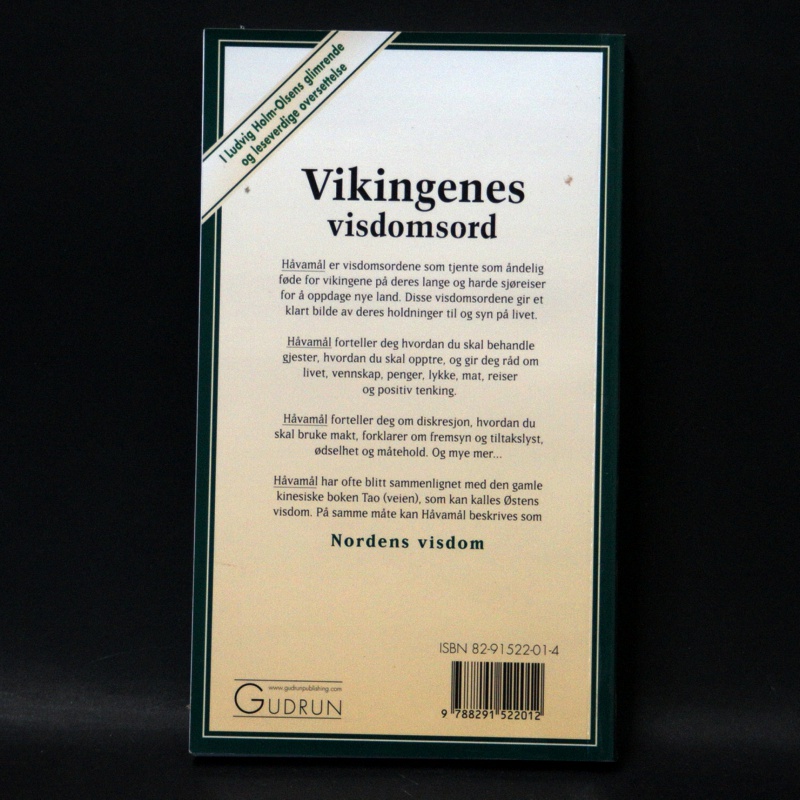 I Ludvig Holm-Olsens glimrende
og leseverdige oversettelse
Vikingenes
visdomsord
Håvamål er visdomsordene som tjente som åndelig
føde for vikingene på deres lange og harde sjøreiser
for å oppdage nye land. Disse visdomsordene gir et
klart bilde av deres holdninger til og syn på livet.
Håvamål forteller deg hvordan du skal behandle
gjester, hvordan du skal opptre, og gir deg råd om
livet, vennskap, penger, lykke, mat, reiser
og positiv tenking.
Håvamål forteller deg om diskresjon, hvordan du
skal bruke makt, forklarer om fremsyn og tiltakslyst,
ødselhet og måtehold. Og mye mer...
Håvamål har ofte blitt sammenlignet med den gamle
kinesiske boken Tao (veien), som kan kalles Østens
visdom. På samme måte kan Håvamål beskrives som
Nordens visdom
ISBN 82-91522-01-4
www.gudrunpublishing.com
GUDRUN
9 788291 522012